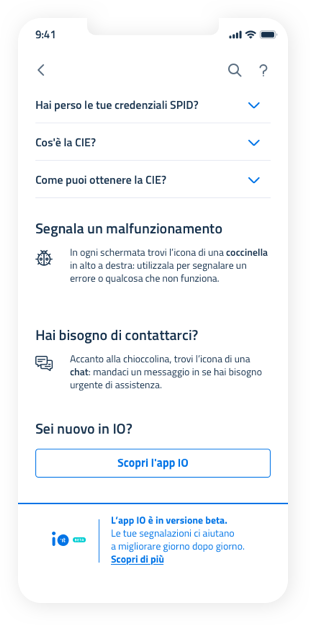 9:41
?
Hai perso le tue credenziali SPID?
Cos'è la CIE?
Come puoi ottenere la CIE?
Segnala un malfunzionamento
In ogni schermata trovi l'icona di una coccinella
in alto a destra: utilizzala per segnalare un
errore o qualcosa che non funziona.
Hai bisogno di contattarci?
Accanto alla chioccolina, trovi l'icona di una
chat: mandaci un messaggio in se hai bisogno
urgente di assistenza.
Sei nuovo in IO?
Scopri l'app IO
L'app IO è in versione beta.
io it BETA
Le tue segnalazioni ci aiutano
a migliorare giorno dopo giorno.
Scopri di più